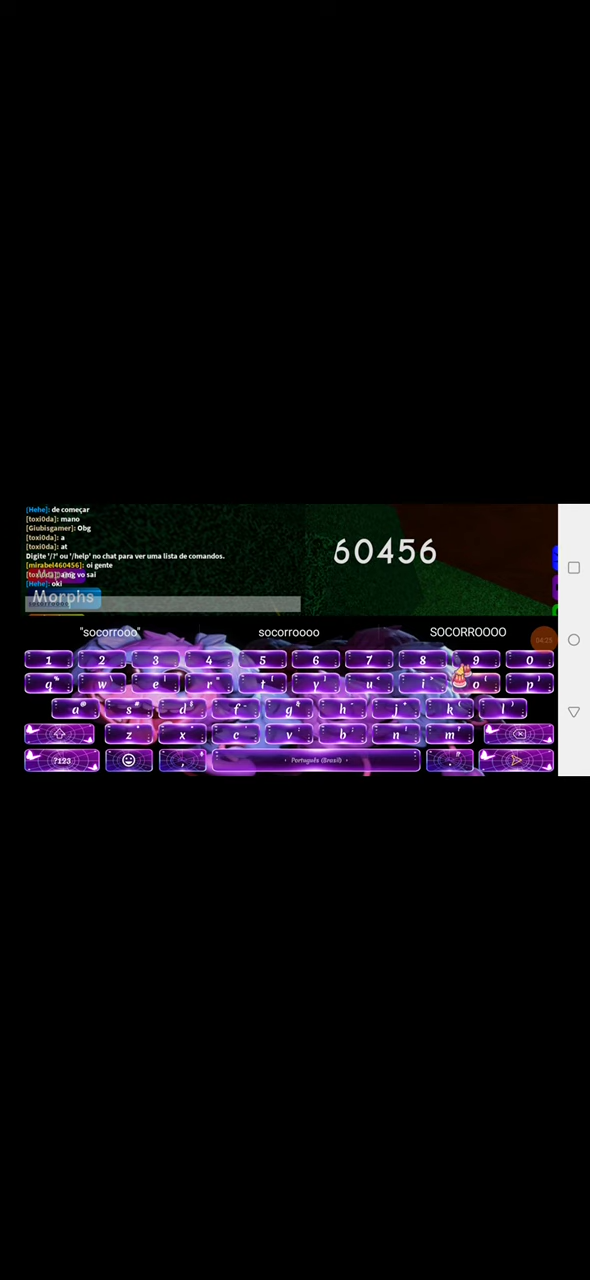 [Hehe]: de começar
[toxi0da]: mano
[Giubisgamer]: Obg
[toxi0da]: a
[toxi0da]: at
Digite '/?' ou '/help' no chat para ver uma lista de comandos.
[mirabel460456]: oi gente
vo sai
[Hehe]: oki
Morphs
60456
04:25
"socorrooo" socorroooo SOCORROOOO
1 2 3 4 5 6 7 8 9 0
q w e r t y u i o p
a s d f g h j k l
z x c v b n m
?123 , Português (Brasil) .